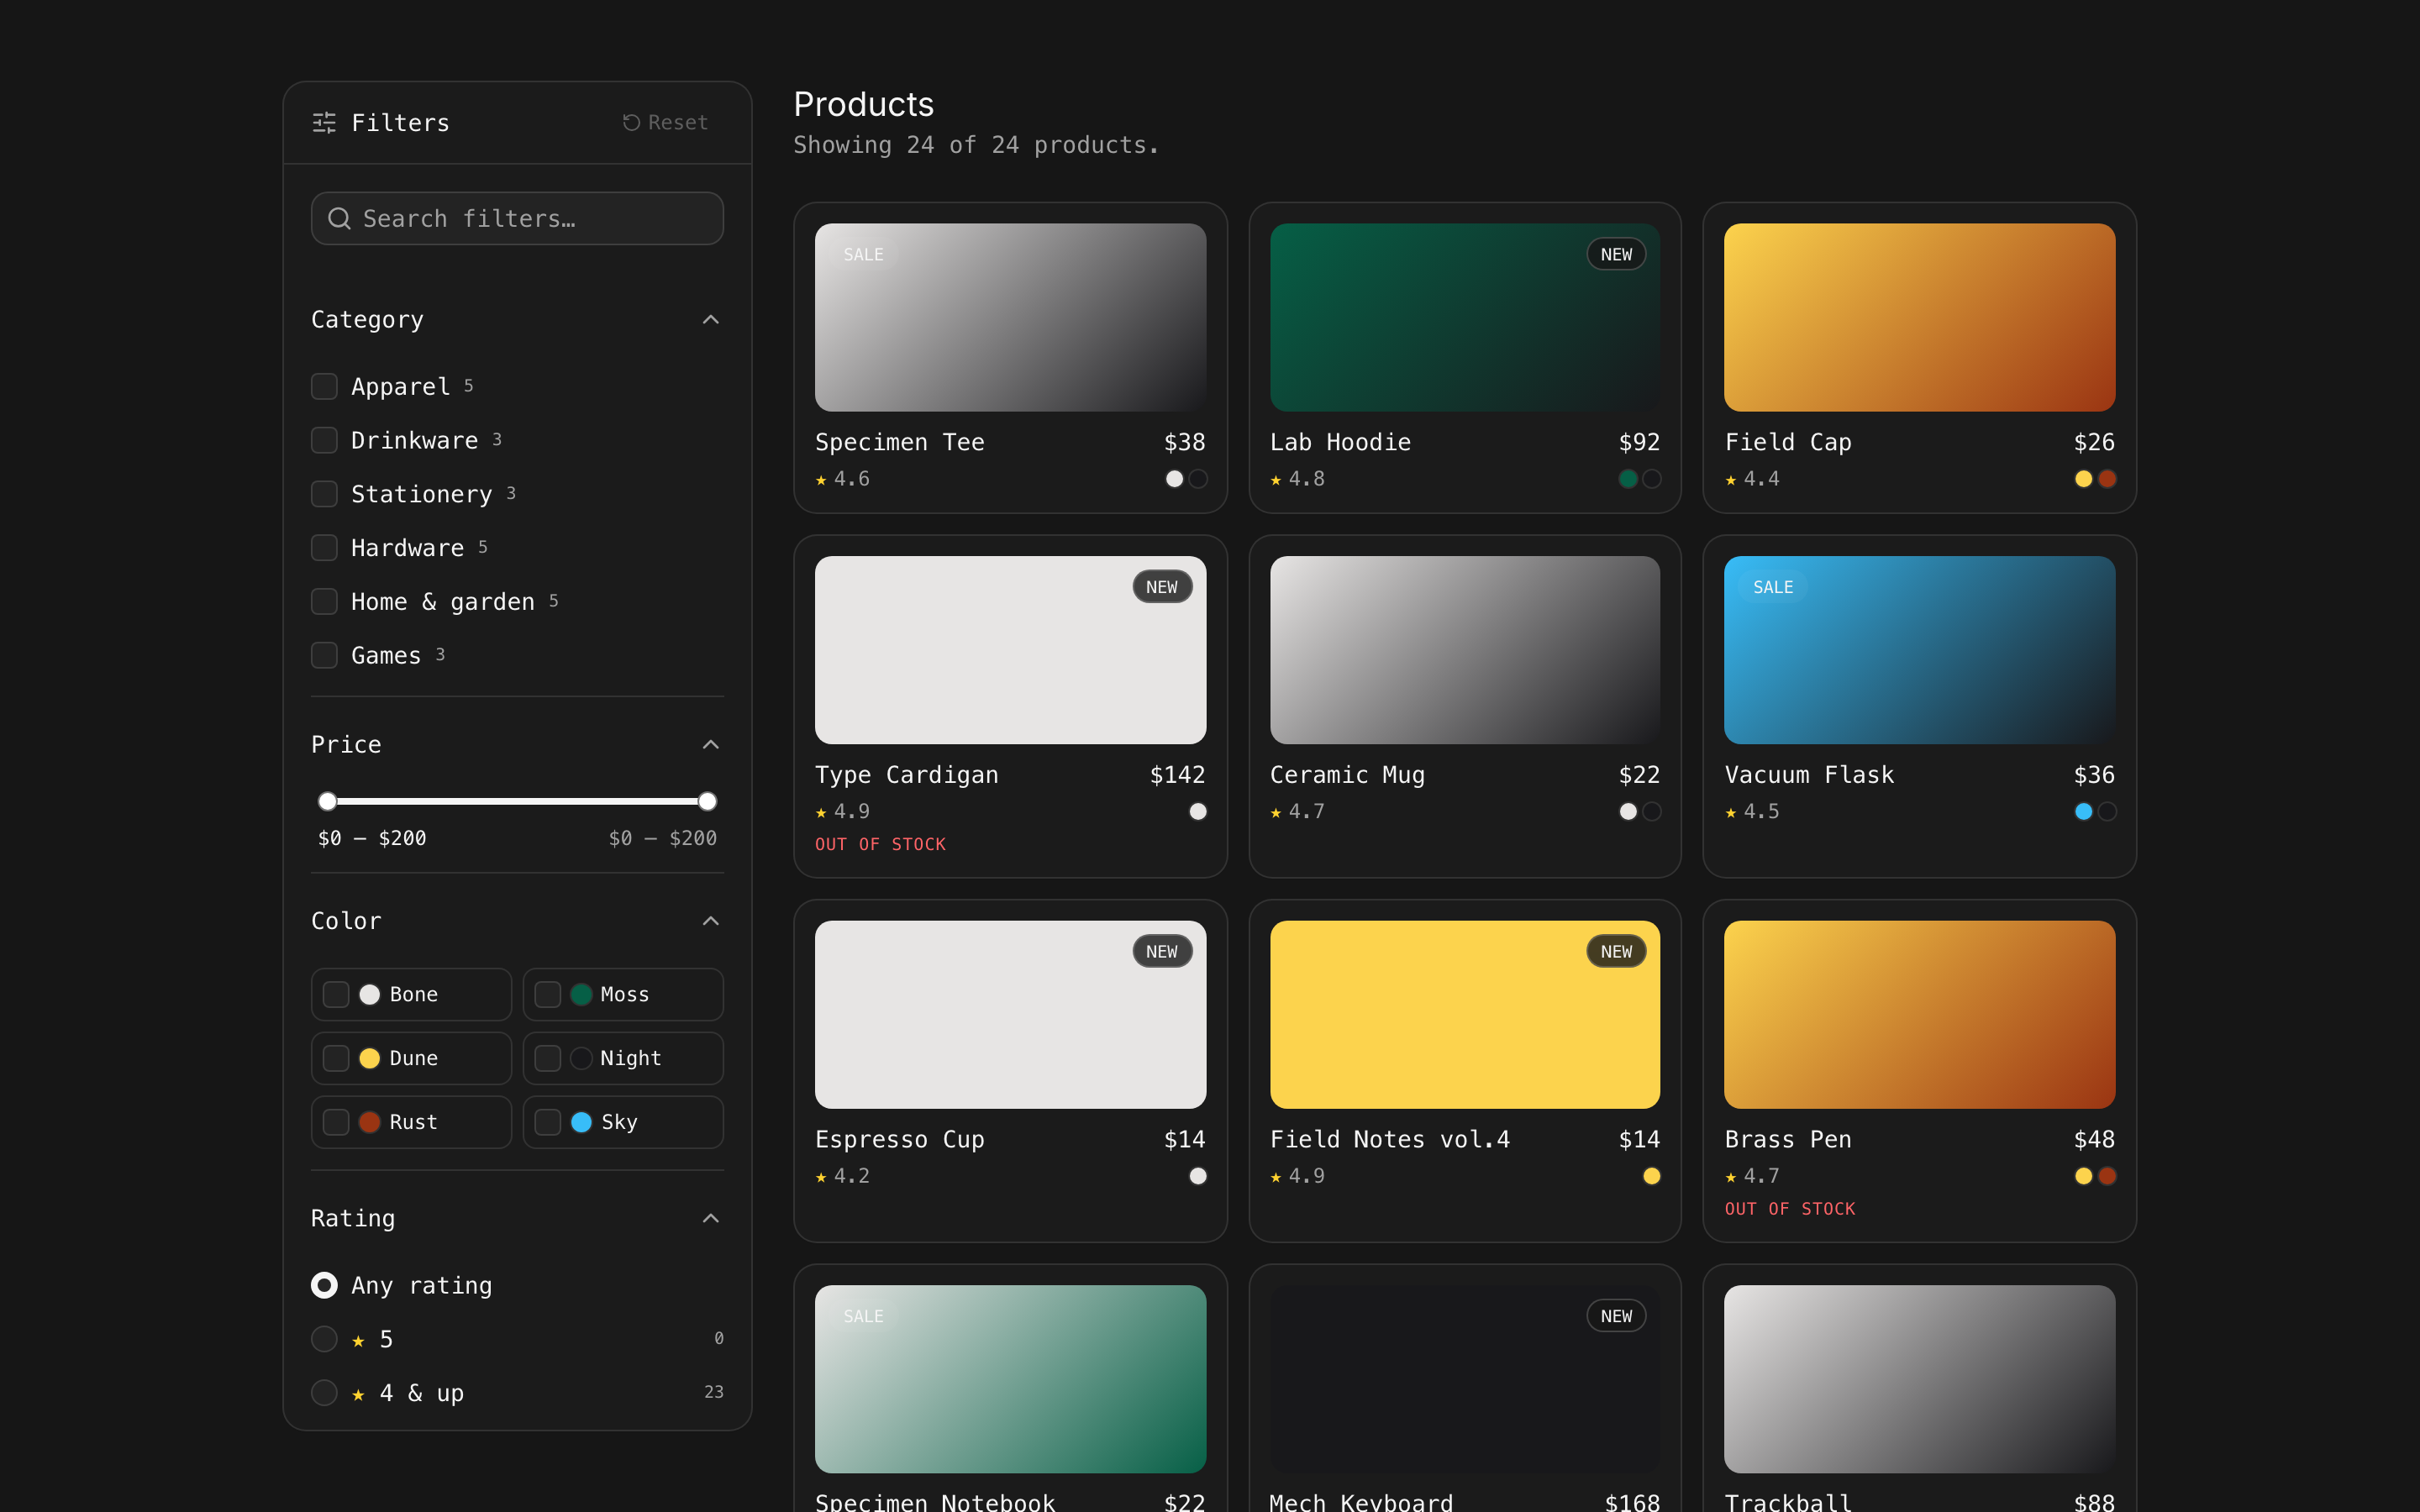 Filters
Reset
Search filters…
Category
Apparel 5
Drinkware 3
Stationery 3
Hardware 5
Home & garden 5
Games 3
Price
$0 — $200 $0 — $200
Color
Bone Moss
Dune Night
Rust Sky
Rating
Any rating
★ 5 0
★ 4 & up 23
Products
Showing 24 of 24 products.
SALE
Specimen Tee $38
★ 4.6
NEW
Lab Hoodie $92
★ 4.8
Field Cap $26
★ 4.4
NEW
Type Cardigan $142
★ 4.9
OUT OF STOCK
Ceramic Mug $22
★ 4.7
SALE
Vacuum Flask $36
★ 4.5
NEW
Espresso Cup $14
★ 4.2
NEW
Field Notes vol.4 $14
★ 4.9
Brass Pen $48
★ 4.7
OUT OF STOCK
SALE
Specimen Notebook $22
NEW
Mech Keyboard $168
Trackball $88